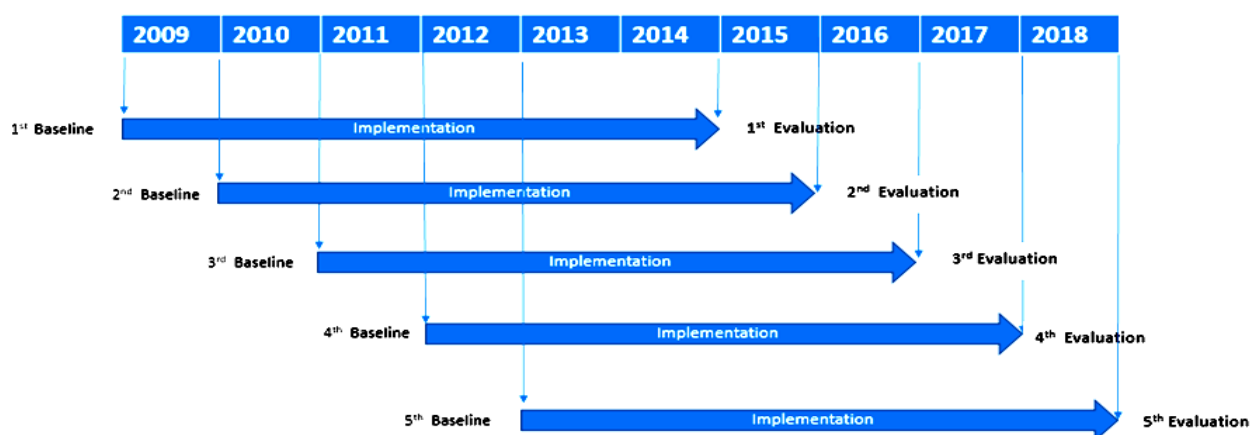 2009 2010 2011 2012 2013 2014 2015 2016 2017 2018
1st Baseline Implementation 1st Evaluation
2nd Baseline Implementation 2nd Evaluation
3rd Baseline Implementation 3rd Evaluation
4th Baseline Implementation 4th Evaluation
5th Baseline Implementation 5th Evaluation